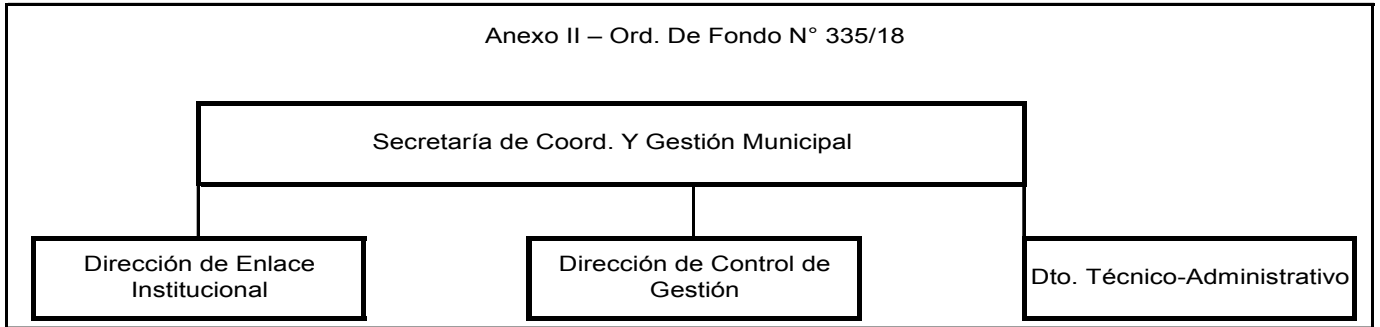 Anexo II – Ord. De Fondo N° 335/18
Secretaría de Coord. Y Gestión Municipal
Dirección de Enlace
Institucional
Dirección de Control de
Gestión
Dto. Técnico-Administrativo